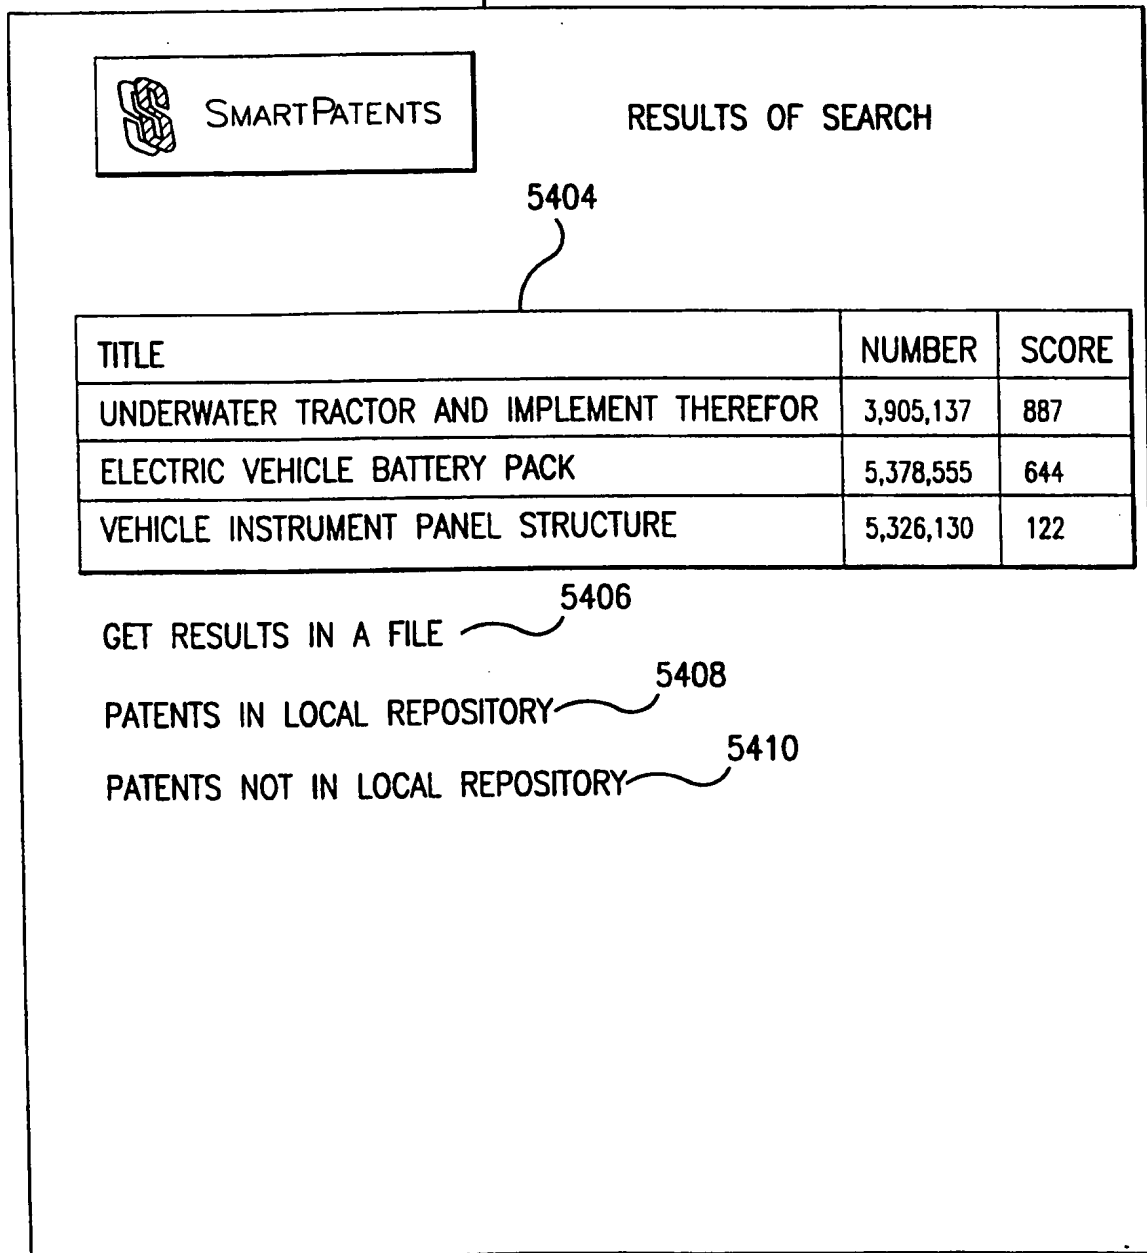 SMARTPATENTS
RESULTS OF SEARCH
5404
TITLE NUMBER SCORE
UNDERWATER TRACTOR AND IMPLEMENT THEREFOR 3,905,137 887
ELECTRIC VEHICLE BATTERY PACK 5,378,555 644
VEHICLE INSTRUMENT PANEL STRUCTURE 5,326,130 122
5406
GET RESULTS IN A FILE
5408
PATENTS IN LOCAL REPOSITORY
5410
PATENTS NOT IN LOCAL REPOSITORY